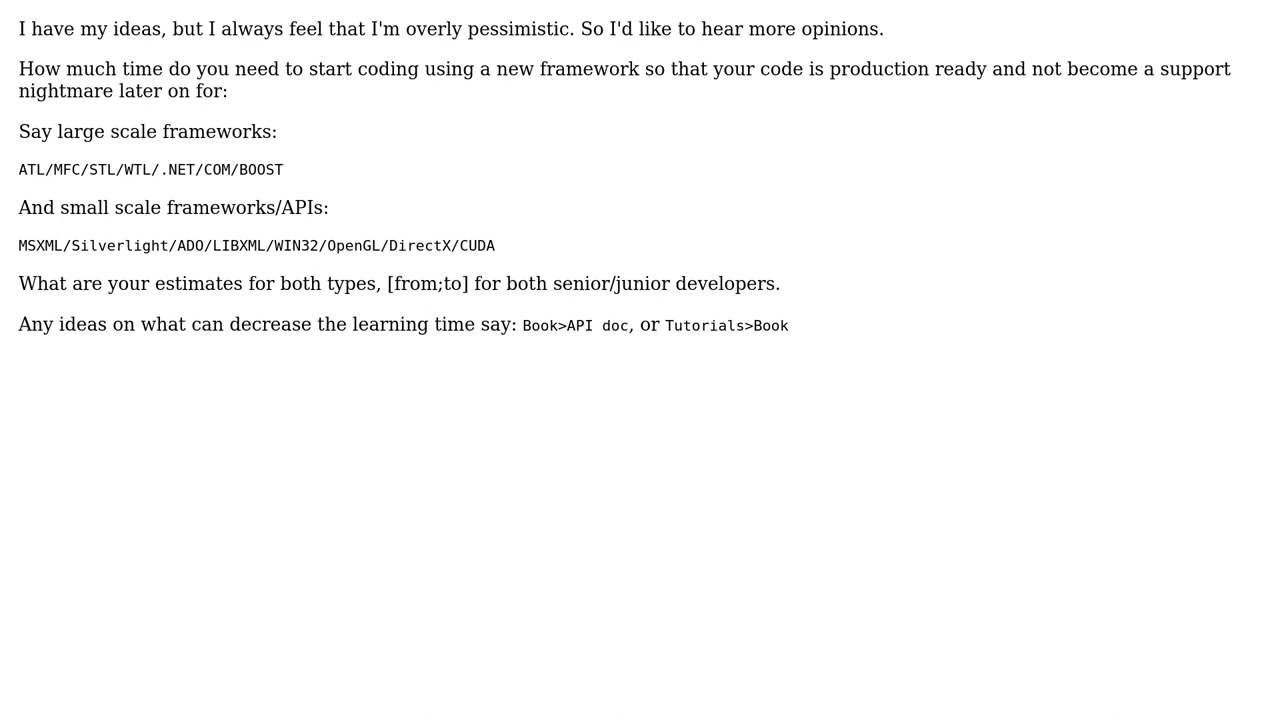 I have my ideas, but I always feel that I'm overly pessimistic. So I'd like to hear more opinions.
How much time do you need to start coding using a new framework so that your code is production ready and not become a support
nightmare later on for:
Say large scale frameworks:
ATL/MFC/STL/WTL/.NET/COM/BOOST
And small scale frameworks/APIs:
MSXML/Silverlight/ADO/LIBXML/WIN32/OpenGL/DirectX/CUDA
What are your estimates for both types, [from;to] for both senior/junior developers.
Any ideas on what can decrease the learning time say: Book>API doc, or Tutorials>Book